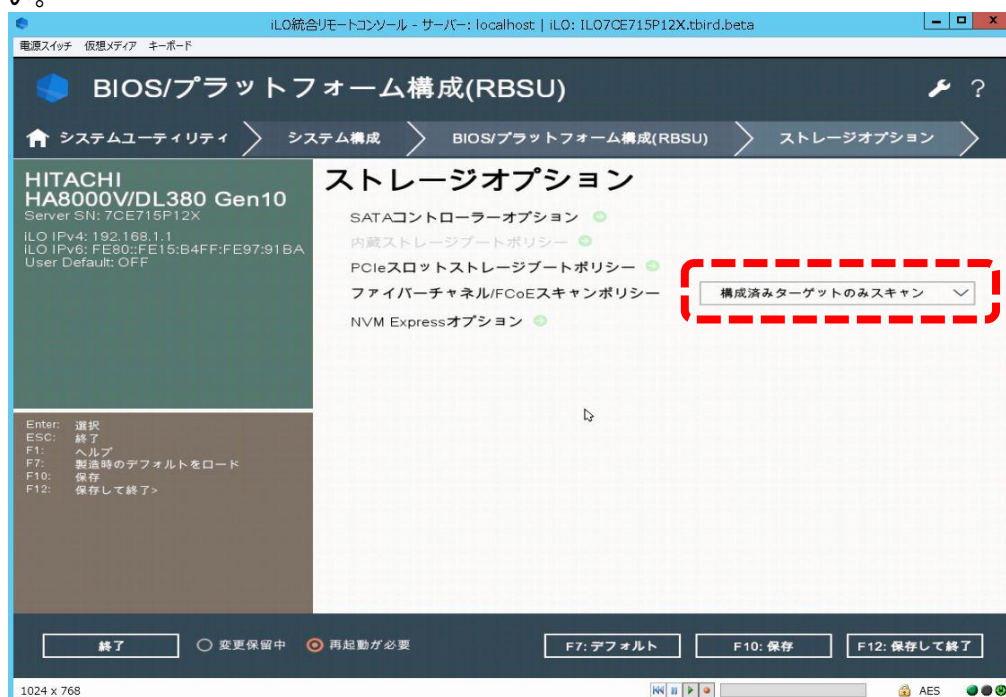 い。
iLO統合リモートコンソール - サーバー: localhost | iLO: ILO7CE715P12X.tbird.beta
電源スイッチ 仮想メディア キーボード
BIOS/プラットフォーム構成(RBSU)
?
システムユーティリティ
システム構成
BIOS/プラットフォーム構成(RBSU)
ストレージオプション
HITACHI
HA8000V/DL380 Gen10
Server SN: 7CE715P12X
iLO IPv4: 192.168.1.1
iLO IPv6: FE80::FE15:B4FF:FE97:91BA
User Default: OFF
Enter: 選択
ESC: 終了
F1: ヘルプ
F7: 製造時のデフォルトをロード
F10: 保存
F12: 保存して終了>
ストレージオプション
SATAコントローラーオプション
内蔵ストレージブートポリシー
PCIeスロットストレージブートポリシー
ファイバーチャネル/FCoEスキャンポリシー 構成済みターゲットのみスキャン
NVM Expressオプション
終了 変更保留中 再起動が必要 F7: デフォルト F10: 保存 F12: 保存して終了
1024 x 768 AES